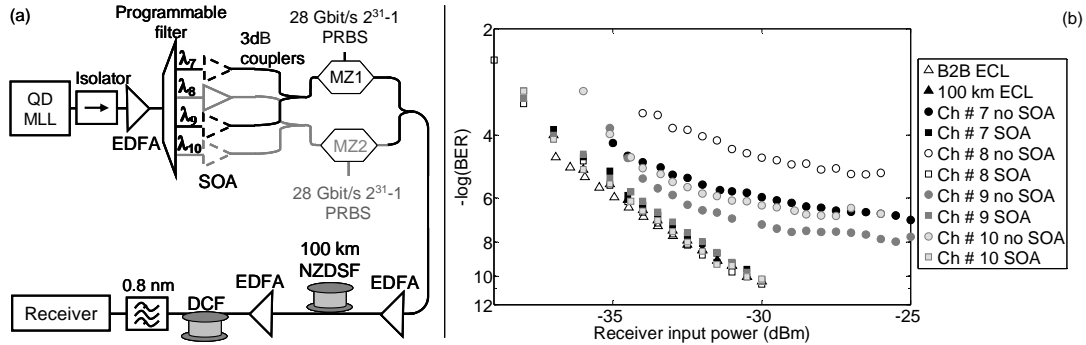 (a)
Programmable
filter
28 Gbit/s 2³¹-1
PRBS
3dB
couplers
Isolator
λ7
λ8
λ9
λ10
QD
MLL
EDFA
SOA
MZ1
MZ2
28 Gbit/s 2³¹-1
PRBS
100 km
NZDSF
EDFA
EDFA
0.8 nm
DCF
Receiver
(b)
-log(BER)
2
4
6
8
10
12
-35
-30
-25
Receiver input power (dBm)
B2B ECL
100 km ECL
Ch # 7 no SOA
Ch # 7 SOA
Ch # 8 no SOA
Ch # 8 SOA
Ch # 9 no SOA
Ch # 9 SOA
Ch # 10 no SOA
Ch # 10 SOA